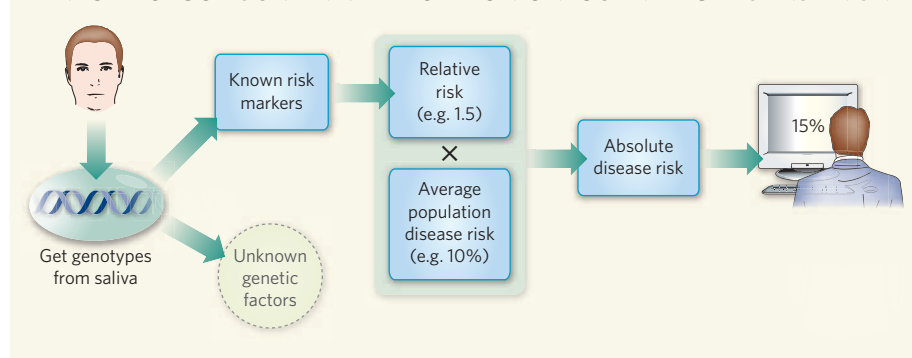 Known risk
markers
Relative
risk
(e.g. 1.5)
×
Average
population
disease risk
(e.g. 10%)
Absolute
disease risk
15%
Get genotypes
from saliva
Unknown
genetic
factors